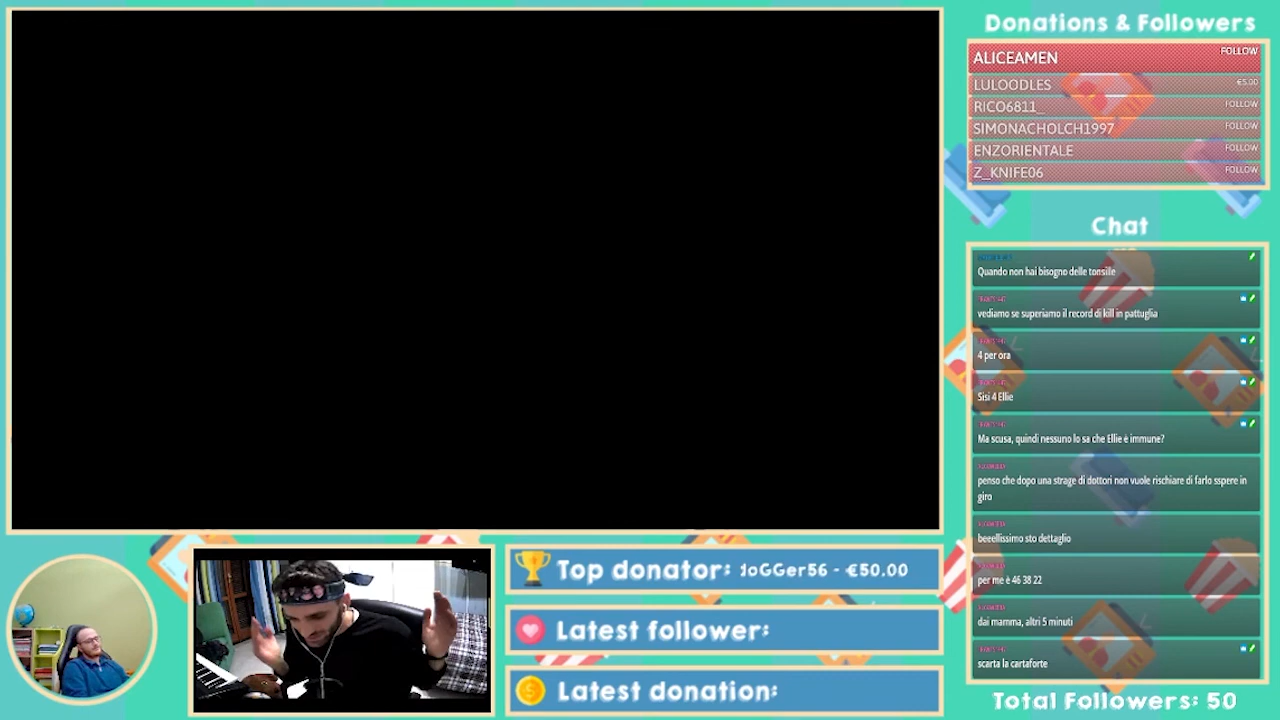 Donations & Followers
ALICEAMEN FOLLOW
LULOODLES €5.00
RICO6811_ FOLLOW
SIMONACHOLCH1997 FOLLOW
ENZORIENTALE FOLLOW
Z_KNIFE06 FOLLOW
Chat
Quando non hai bisogno delle tonsille
vediamo se superiamo il record di kill in pattuglia
4 per ora
Sisi 4 Ellie
Ma scusa, quindi nessuno lo sa che Ellie è immune?
penso che dopo una strage di dottori non vuole rischiare di farlo sspere in
giro
beeellissimo sto dettaglio
per me è 46 38 22
dai mamma, altri 5 minuti
scarta la cartaforte
Total Followers: 50
Top donator: JoGGer56 - €50,00
Latest follower:
Latest donation: